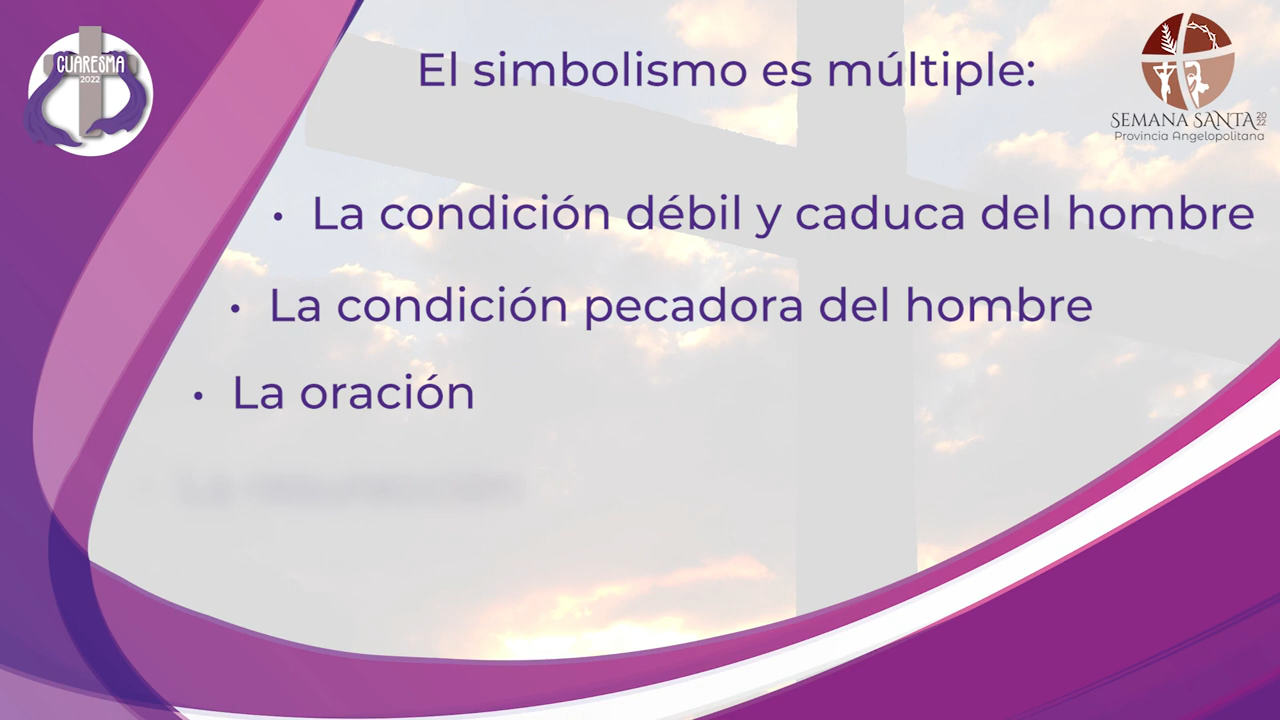 CUARESMA
2022
El simbolismo es múltiple:
SEMANA SANTA 2022
Provincia Angelopolitana
• La condición débil y caduca del hombre
• La condición pecadora del hombre
• La oración